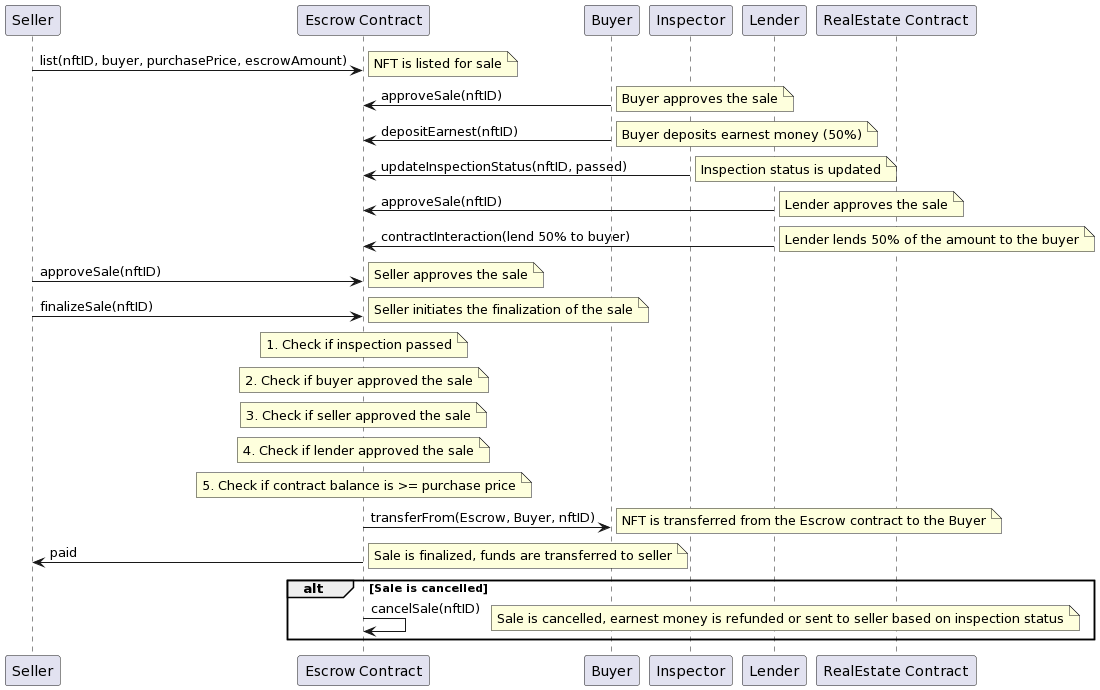 Seller
Escrow Contract
Buyer
Inspector
Lender
RealEstate Contract
list(nftID, buyer, purchasePrice, escrowAmount)
NFT is listed for sale
approveSale(nftID)
Buyer approves the sale
depositEarnest(nftID)
Buyer deposits earnest money (50%)
updateInspectionStatus(nftID, passed)
Inspection status is updated
approveSale(nftID)
Lender approves the sale
contractInteraction(lend 50% to buyer)
Lender lends 50% of the amount to the buyer
approveSale(nftID)
Seller approves the sale
finalizeSale(nftID)
Seller initiates the finalization of the sale
1. Check if inspection passed
2. Check if buyer approved the sale
3. Check if seller approved the sale
4. Check if lender approved the sale
5. Check if contract balance is >= purchase price
transferFrom(Escrow, Buyer, nftID)
NFT is transferred from the Escrow contract to the Buyer
paid
Sale is finalized, funds are transferred to seller
alt
[Sale is cancelled]
cancelSale(nftID)
Sale is cancelled, earnest money is refunded or sent to seller based on inspection status
Seller
Escrow Contract
Buyer
Inspector
Lender
RealEstate Contract